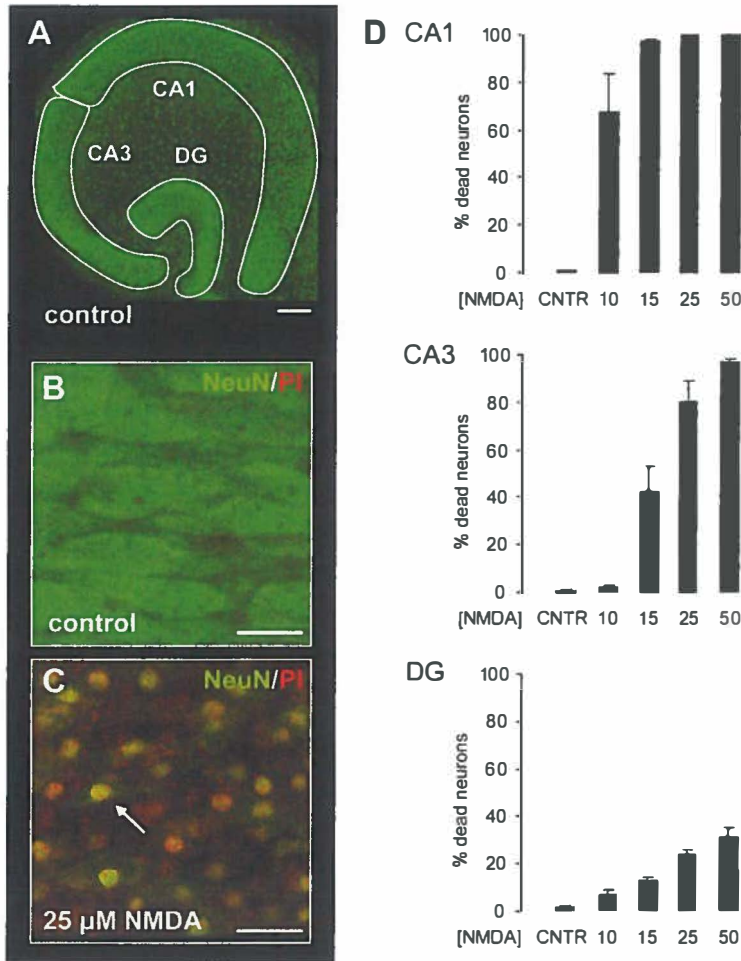 A
CA1
CA3
DG
control
B
NeuN/PI
control
C
NeuN/PI
25 µM NMDA
D CA1
% dead neurons
100
80
60
40
20
0
[NMDA] CNTR 10 15 25 50
CA3
% dead neurons
100
80
60
40
20
0
[NMDA] CNTR 10 15 25 50
DG
% dead neurons
100
80
60
40
20
0
[NMDA] CNTR 10 15 25 50